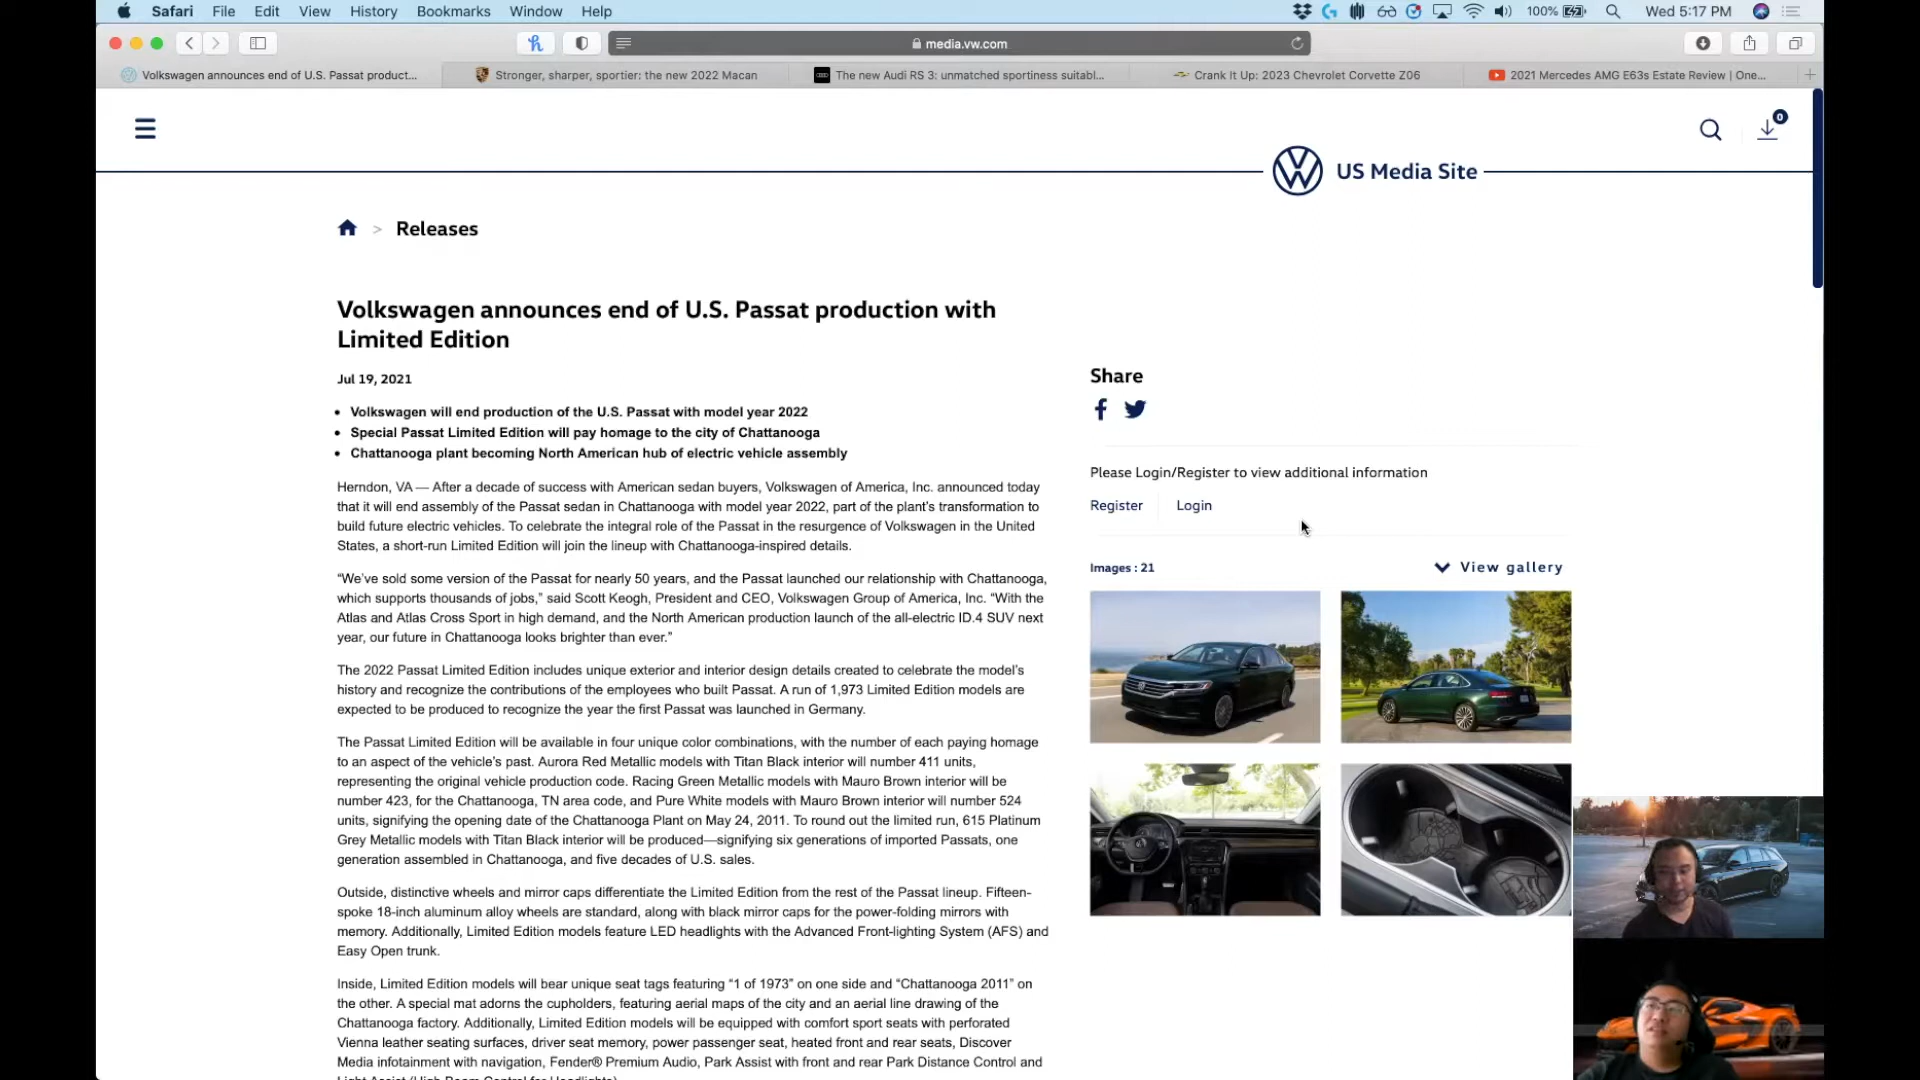 Safari File Edit View History Bookmarks Window Help 100% Wed 5:17 PM
media.vw.com
Volkswagen announces end of U.S. Passat product... Stronger, sharper, sportier: the new 2022 Macan The new Audi RS 3: unmatched sportiness suitabl... Crank It Up: 2023 Chevrolet Corvette Z06 2021 Mercedes AMG E63s Estate Review | One...
0
US Media Site
> Releases
Volkswagen announces end of U.S. Passat production with
Limited Edition
Jul 19, 2021
• Volkswagen will end production of the U.S. Passat with model year 2022
• Special Passat Limited Edition will pay homage to the city of Chattanooga
• Chattanooga plant becoming North American hub of electric vehicle assembly
Herndon, VA — After a decade of success with American sedan buyers, Volkswagen of America, Inc. announced today
that it will end assembly of the Passat sedan in Chattanooga with model year 2022, part of the plant’s transformation to
build future electric vehicles. To celebrate the integral role of the Passat in the resurgence of Volkswagen in the United
States, a short-run Limited Edition will join the lineup with Chattanooga-inspired details.
“We’ve sold some version of the Passat for nearly 50 years, and the Passat launched our relationship with Chattanooga,
which supports thousands of jobs,” said Scott Keogh, President and CEO, Volkswagen Group of America, Inc. “With the
Atlas and Atlas Cross Sport in high demand, and the North American production launch of the all-electric ID.4 SUV next
year, our future in Chattanooga looks brighter than ever.”
The 2022 Passat Limited Edition includes unique exterior and interior design details created to celebrate the model’s
history and recognize the contributions of the employees who built Passat. A run of 1,973 Limited Edition models are
expected to be produced to recognize the year the first Passat was launched in Germany.
The Passat Limited Edition will be available in four unique color combinations, with the number of each paying homage
to an aspect of the vehicle’s past. Aurora Red Metallic models with Titan Black interior will number 411 units,
representing the original vehicle production code. Racing Green Metallic models with Mauro Brown interior will be
number 423, for the Chattanooga, TN area code, and Pure White models with Mauro Brown interior will number 524
units, signifying the opening date of the Chattanooga Plant on May 24, 2011. To round out the limited run, 615 Platinum
Grey Metallic models with Titan Black interior will be produced—signifying six generations of imported Passats, one
generation assembled in Chattanooga, and five decades of U.S. sales.
Outside, distinctive wheels and mirror caps differentiate the Limited Edition from the rest of the Passat lineup. Fifteen-
spoke 18-inch aluminum alloy wheels are standard, along with black mirror caps for the power-folding mirrors with
memory. Additionally, Limited Edition models feature LED headlights with the Advanced Front-lighting System (AFS) and
Easy Open trunk.
Inside, Limited Edition models will bear unique seat tags featuring “1 of 1973” on one side and “Chattanooga 2011” on
the other. A special mat adorns the cupholders, featuring aerial maps of the city and an aerial line drawing of the
Chattanooga factory. Additionally, Limited Edition models will be equipped with comfort sport seats with perforated
Vienna leather seating surfaces, driver seat memory, power passenger seat, heated front and rear seats, Discover
Media infotainment with navigation, Fender® Premium Audio, Park Assist with front and rear Park Distance Control and
Light Assist (High Beam Control for Headlights).
Share
Please Login/Register to view additional information
Register Login
Images : 21 View gallery